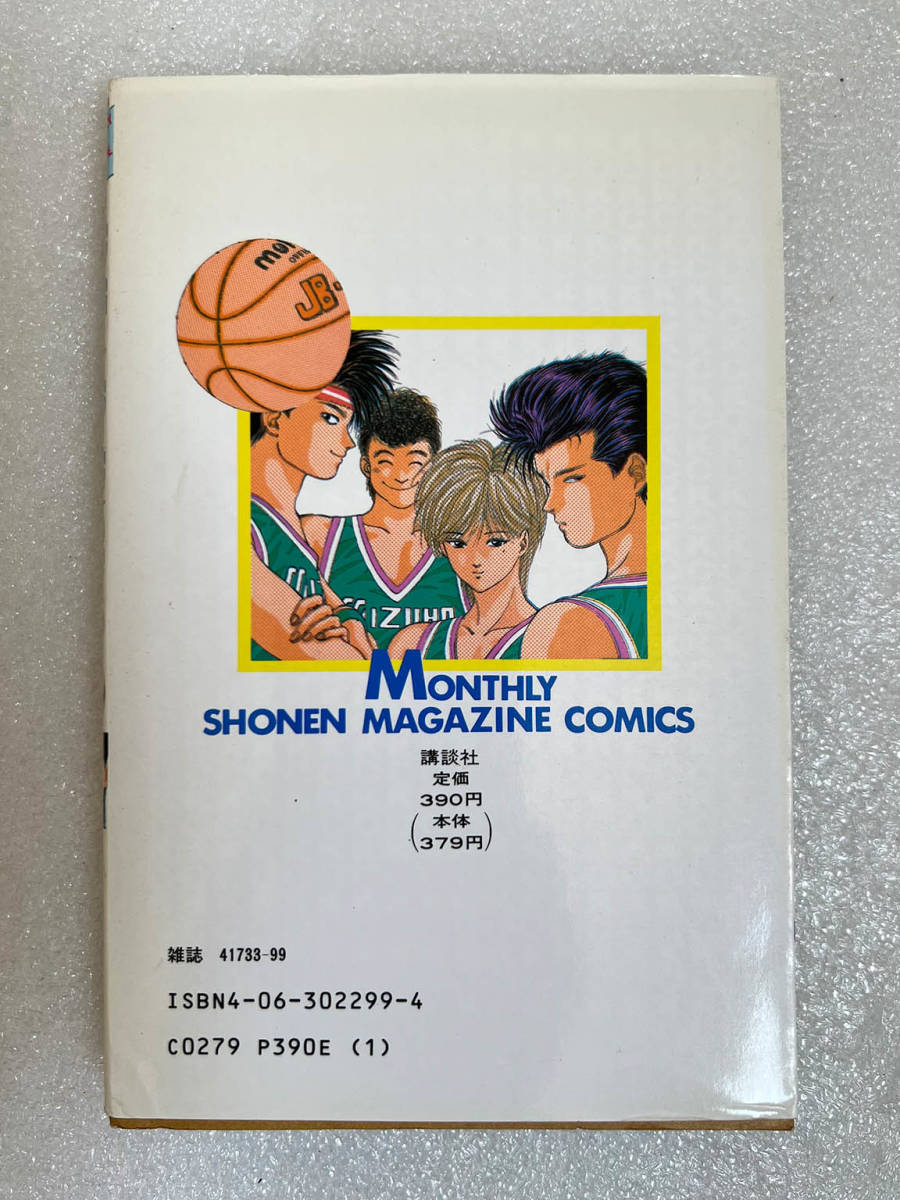 JB
MIZUHO
MONTHLY
SHONEN MAGAZINE COMICS
講談社
定価
390円
(本体
379円)
雑誌 41733-99
ISBN4-06-302299-4
C0279 P390E (1)